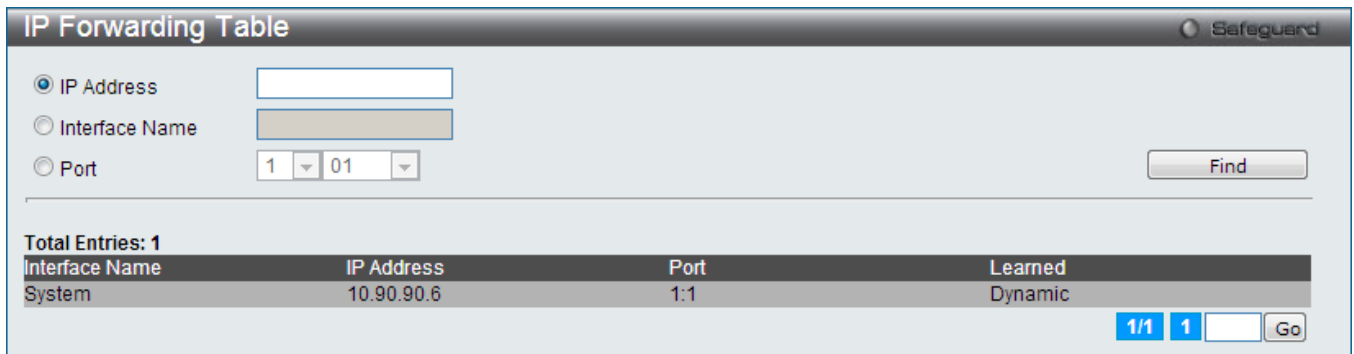 IP Forwarding Table Safeguard
IP Address
Interface Name
Port 1 01 Find
Total Entries: 1
Interface Name IP Address Port Learned
System 10.90.90.6 1:1 Dynamic
1/1 1 Go